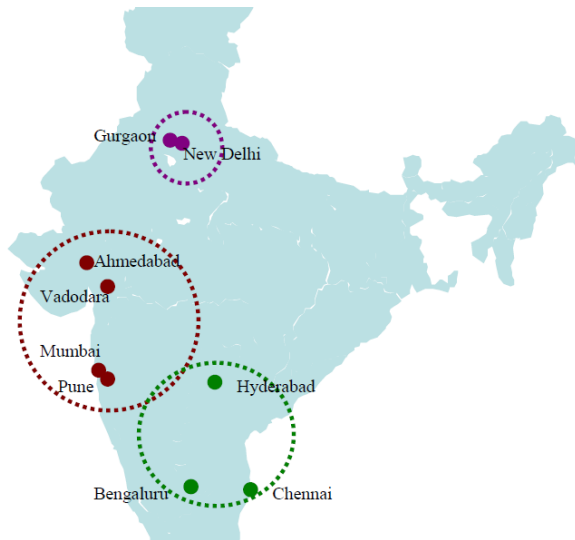 Gurgaon
New Delhi
Ahmedabad
Vadodara
Mumbai
Pune
Hyderabad
Bengaluru
Chennai